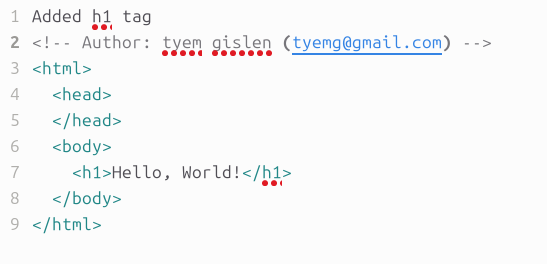 1 Added h1 tag
2 <!-- Author: tyem gislen (tyemg@gmail.com) -->
3 <html>
4   <head>
5   </head>
6   <body>
7     <h1>Hello, World!</h1>
8   </body>
9 </html>